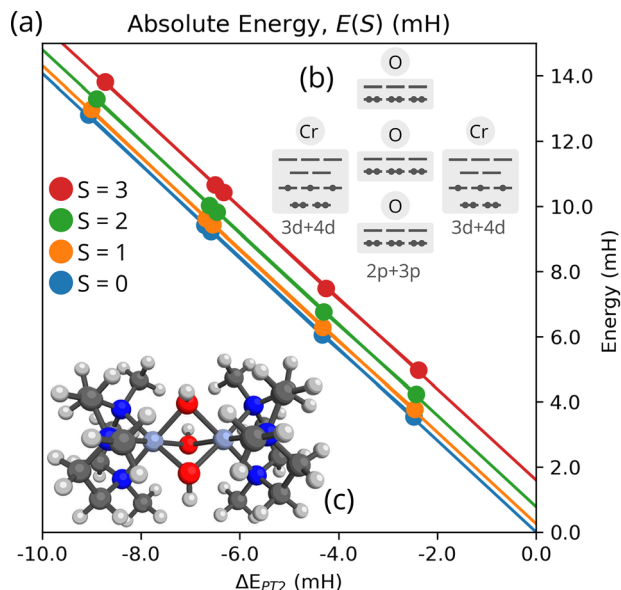 (a)
Absolute Energy, E(S) (mH)
(b)
O
Cr
O
Cr
O
3d+4d
3d+4d
2p+3p
S = 3
S = 2
S = 1
S = 0
(c)
14.0
12.0
10.0
8.0
6.0
4.0
2.0
0.0
Energy (mH)
-10.0
-8.0
-6.0
-4.0
-2.0
0.0
ΔE_{PT2} (mH)